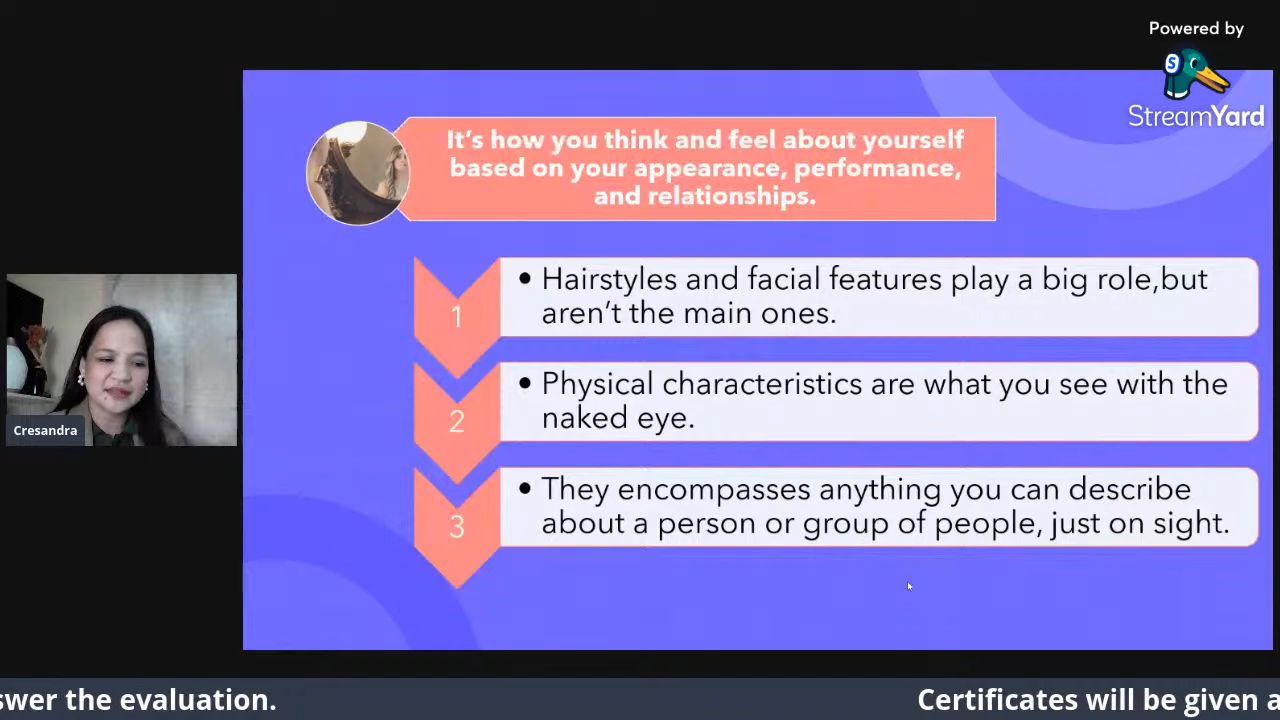 Powered by
StreamYard
It's how you think and feel about yourself
based on your appearance, performance,
and relationships.
1
• Hairstyles and facial features play a big role,but
aren't the main ones.
2
• Physical characteristics are what you see with the
naked eye.
3
• They encompasses anything you can describe
about a person or group of people, just on sight.
Cresandra
swer the evaluation.
Certificates will be given a